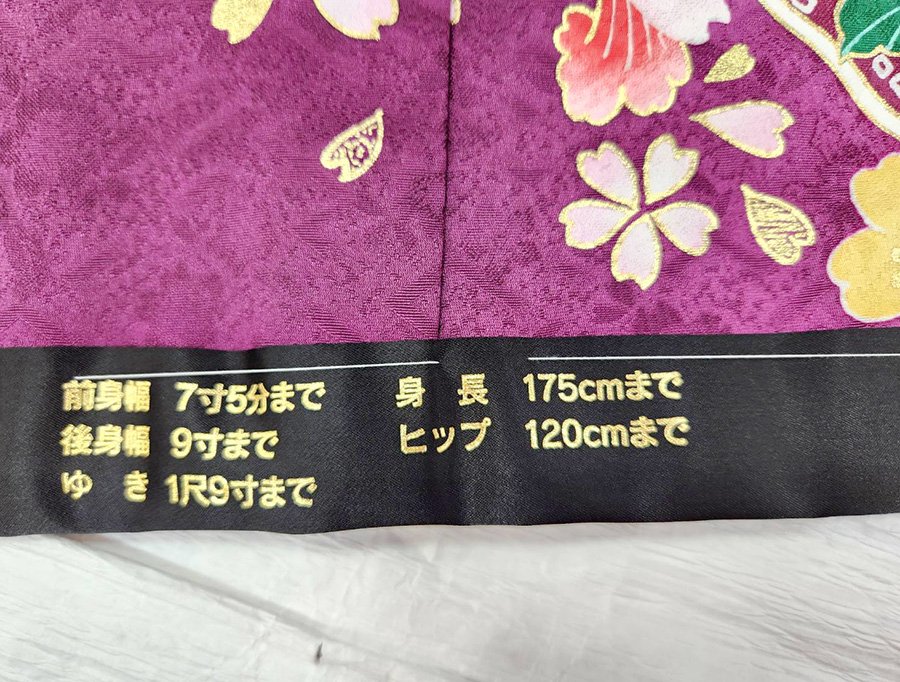 前身幅 7寸5分まで
後身幅 9寸まで
ゆき 1尺9寸まで
身長 175cmまで
ヒップ 120cmまで